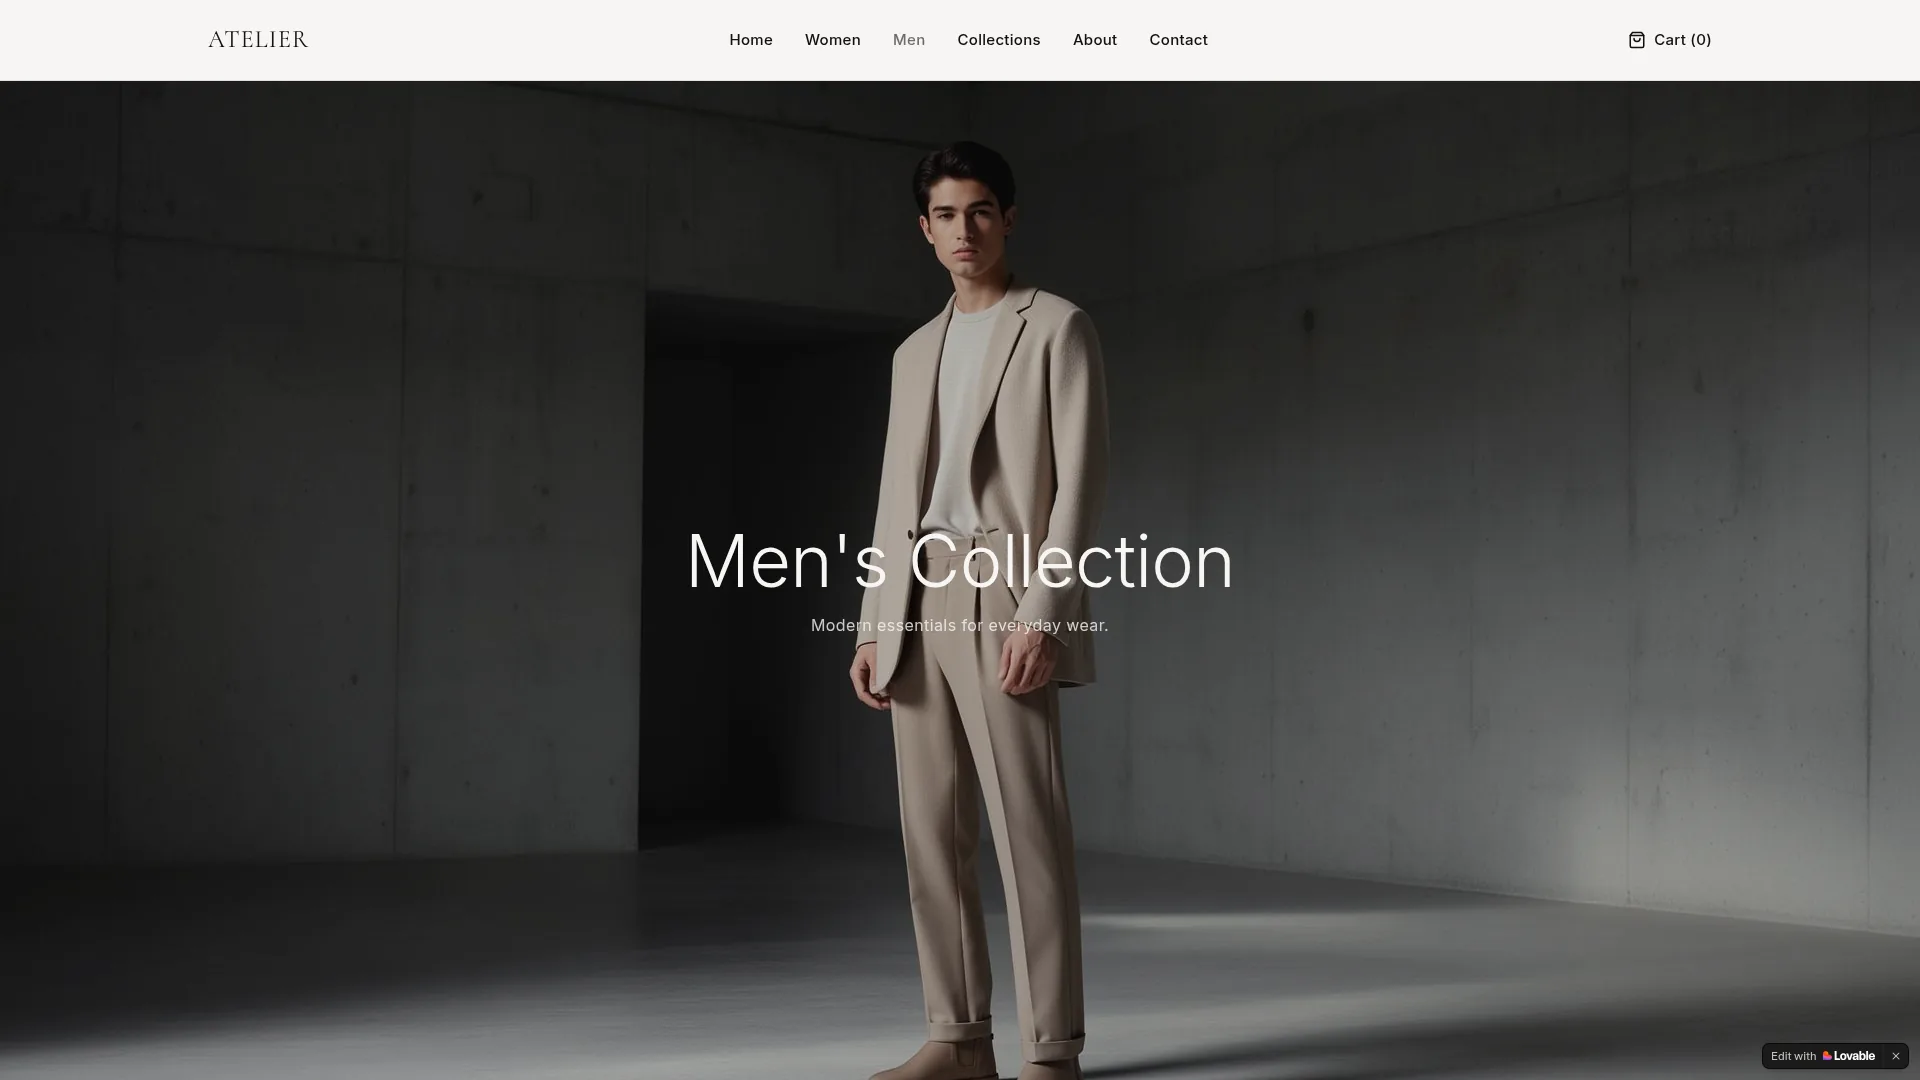 ATELIER
Home
Women
Men
Collections
About
Contact
Cart (0)
Men's Collection
Modern essentials for everyday wear.
Edit with Lovable